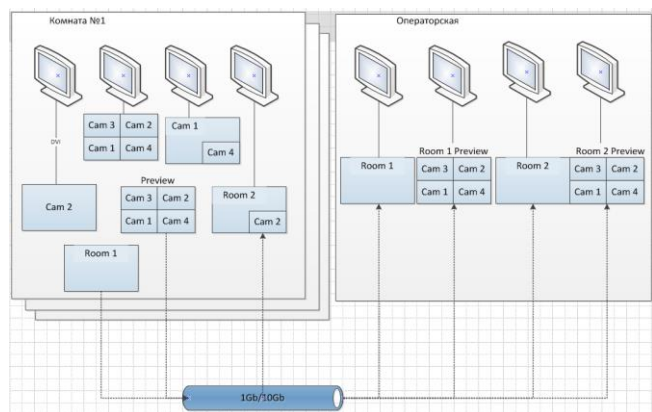 Комната №1
DVI
Cam 3 Cam 2
Cam 1 Cam 4
Cam 1
Cam 4
Cam 2
Preview
Cam 3 Cam 2
Cam 1 Cam 4
Room 2
Cam 2
Room 1
Операторская
Room 1
Room 1 Preview
Cam 3 Cam 2
Cam 1 Cam 4
Room 2
Room 2 Preview
Cam 3 Cam 2
Cam 1 Cam 4
1Gb/10Gb